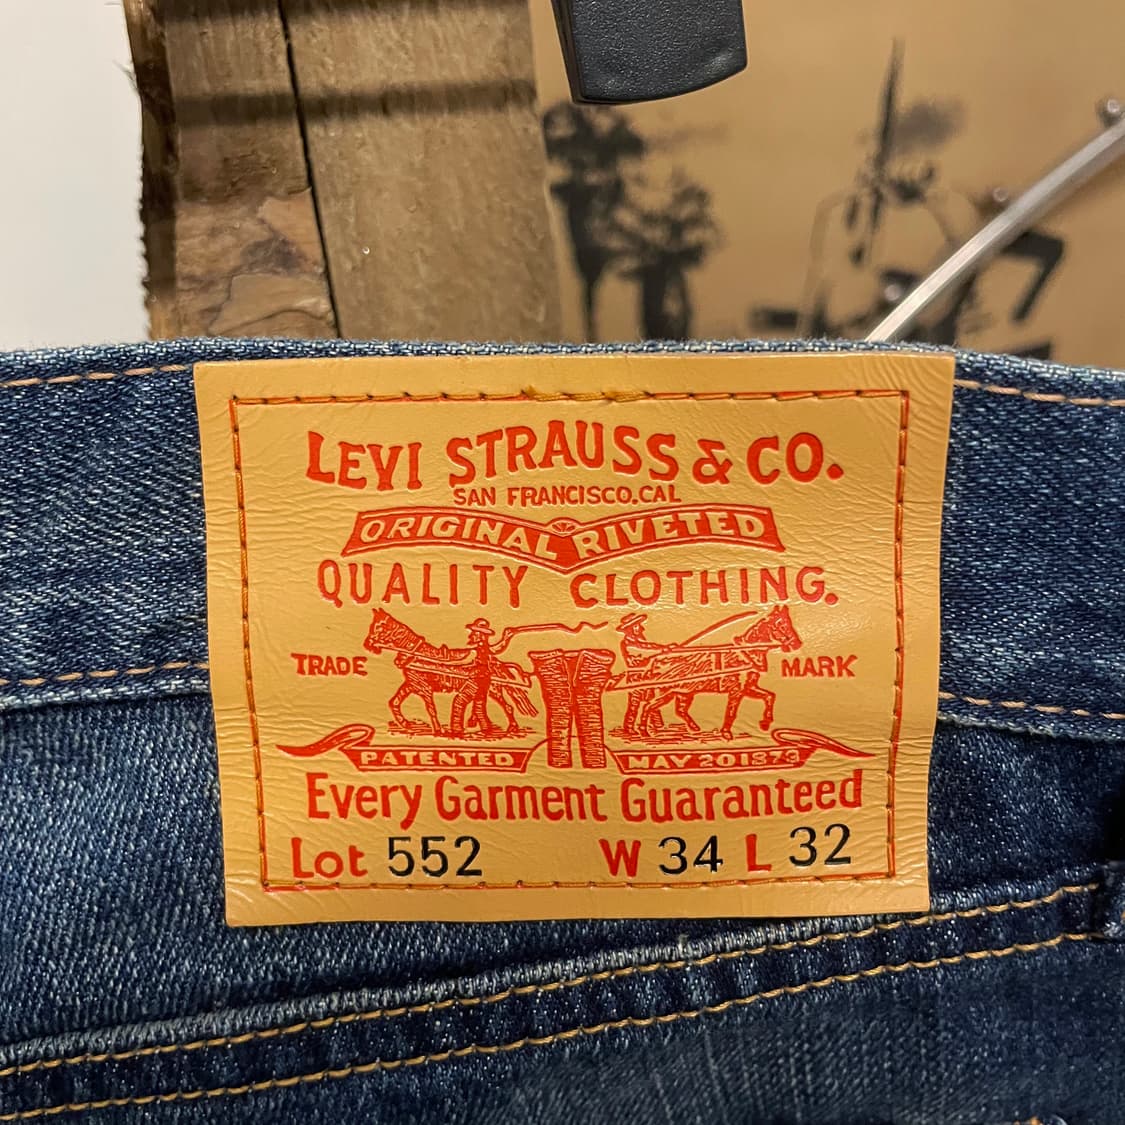 LEVI STRAUSS & CO.
SAN FRANCISCO.CAL
ORIGINAL RIVETED
QUALITY CLOTHING.
TRADE MARK
PATENTED MAY 20 1873
Every Garment Guaranteed
Lot 552 W 34 L 32